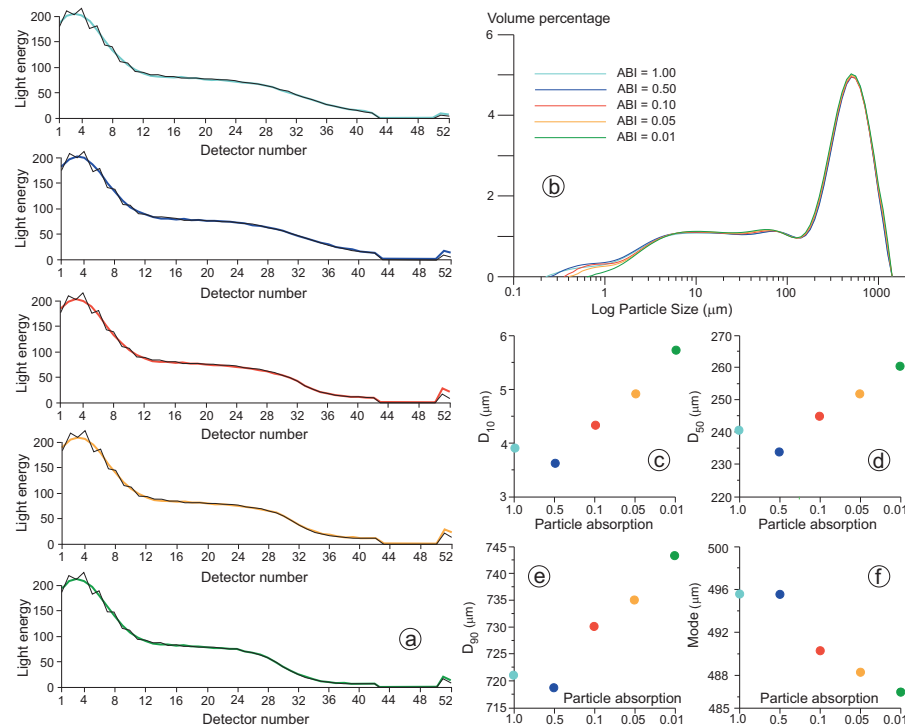 Light energy
200
150
100
50
0
1 4 8 12 16 20 24 28 32 36 40 44 48 52
Detector number
Light energy
200
150
100
50
0
1 4 8 12 16 20 24 28 32 36 40 44 48 52
Detector number
Light energy
200
150
100
50
0
1 4 8 12 16 20 24 28 32 36 40 44 48 52
Detector number
Light energy
200
150
100
50
0
1 4 8 12 16 20 24 28 32 36 40 44 48 52
Detector number
Light energy
200
150
100
50
0
a
1 4 8 12 16 20 24 28 32 36 40 44 48 52
Detector number
Volume percentage
6
4
2
0
ABI = 1.00
ABI = 0.50
ABI = 0.10
ABI = 0.05
ABI = 0.01
b
0.1 1 10 100 1000
Log Particle Size (μm)
D10 (μm)
6
5
4
3
c
1.0 0.5 0.1 0.05 0.01
Particle absorption
D50 (μm)
270
260
250
240
230
220
d
1.0 0.5 0.1 0.05 0.01
Particle absorption
D90 (μm)
745
740
735
730
725
720
715
e
Particle absorption
1.0 0.5 0.1 0.05 0.01
Mode (μm)
500
496
492
488
485
f
Particle absorption
1.0 0.5 0.1 0.05 0.01